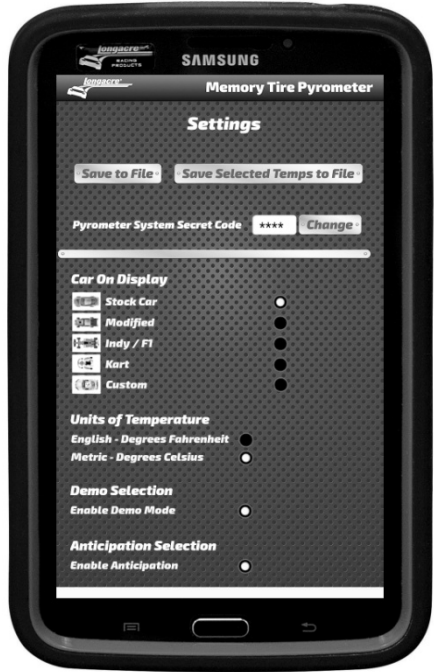 longacre
RACING
PRODUCTS
SAMSUNG
longacre
Memory Tire Pyrometer
Settings
Save to File
Save Selected Temps to File
Pyrometer System Secret Code
****
Change
Car On Display
Stock Car
Modified
Indy / F1
Kart
Custom
Units of Temperature
English - Degrees Fahrenheit
Metric - Degrees Celsius
Demo Selection
Enable Demo Mode
Anticipation Selection
Enable Anticipation